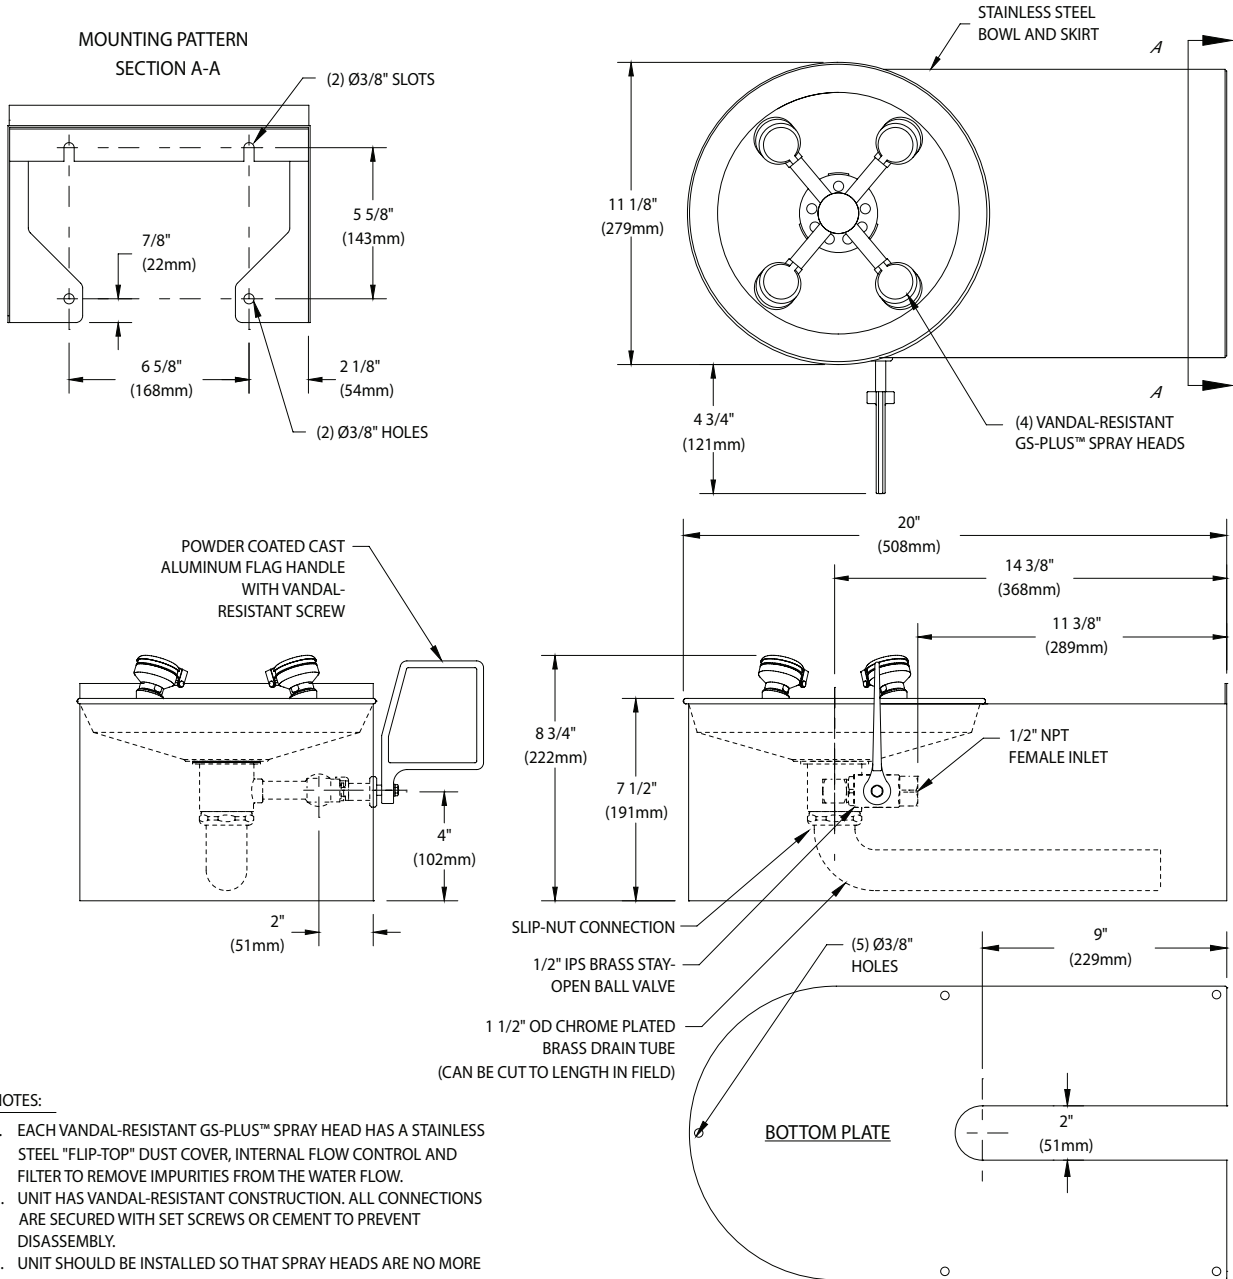 MOUNTING PATTERN
SECTION A-A
(2) Ø3/8" SLOTS
5 5/8"
(143mm)
7/8"
(22mm)
6 5/8"
(168mm)
2 1/8"
(54mm)
(2) Ø3/8" HOLES
STAINLESS STEEL
BOWL AND SKIRT
A
11 1/8"
(279mm)
A
4 3/4"
(121mm)
(4) VANDAL-RESISTANT
GS-PLUS™ SPRAY HEADS
POWDER COATED CAST
ALUMINUM FLAG HANDLE
WITH VANDAL-
RESISTANT SCREW
4"
(102mm)
2"
(51mm)
20"
(508mm)
14 3/8"
(368mm)
11 3/8"
(289mm)
8 3/4"
(222mm)
7 1/2"
(191mm)
1/2" NPT
FEMALE INLET
SLIP-NUT CONNECTION
1/2" IPS BRASS STAY-
OPEN BALL VALVE
1 1/2" OD CHROME PLATED
BRASS DRAIN TUBE
(CAN BE CUT TO LENGTH IN FIELD)
(5) Ø3/8"
HOLES
9"
(229mm)
2"
(51mm)
BOTTOM PLATE
NOTES:
. EACH VANDAL-RESISTANT GS-PLUS™ SPRAY HEAD HAS A STAINLESS
STEEL "FLIP-TOP" DUST COVER, INTERNAL FLOW CONTROL AND
FILTER TO REMOVE IMPURITIES FROM THE WATER FLOW.
. UNIT HAS VANDAL-RESISTANT CONSTRUCTION. ALL CONNECTIONS
ARE SECURED WITH SET SCREWS OR CEMENT TO PREVENT
DISASSEMBLY.
. UNIT SHOULD BE INSTALLED SO THAT SPRAY HEADS ARE NO MORE